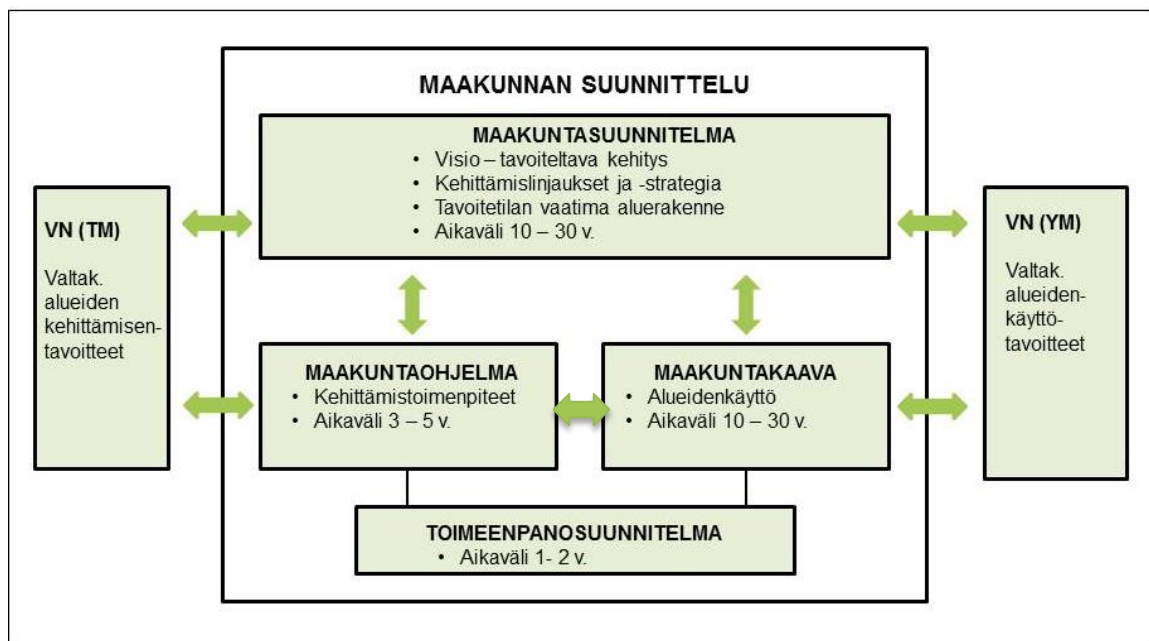 MAAKUNNAN SUUNNITTELU
MAAKUNTASUUNNITELMA
• Visio – tavoiteltava kehitys
• Kehittämislinjaukset ja -strategia
• Tavoitetilan vaatima aluerakenne
• Aikaväli 10 – 30 v.
VN (TM)
Valtak.
alueiden
kehittämisen-
tavoitteet
VN (YM)
Valtak.
alueiden-
käyttö-
tavoitteet
MAAKUNTAOHJELMA
• Kehittämistoimenpiteet
• Aikaväli 3 – 5 v.
MAAKUNTAKAAVA
• Alueidenkäyttö
• Aikaväli 10 – 30 v.
TOIMEENPANOSUUNNITELMA
• Aikaväli 1- 2 v.